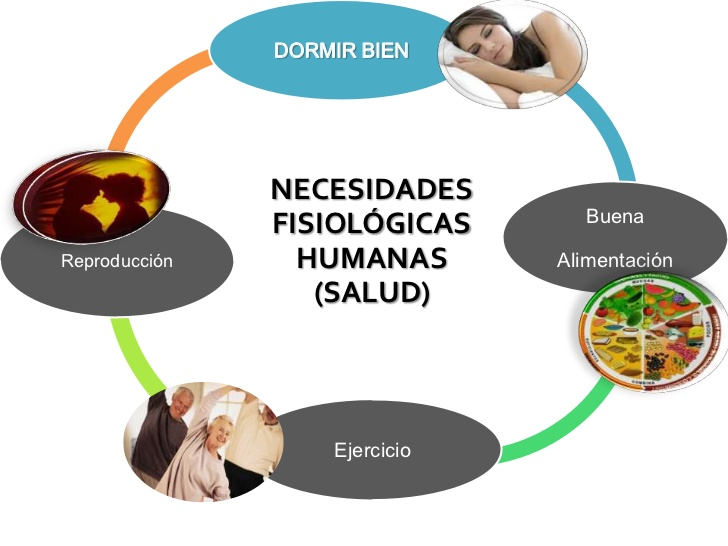 DORMIR BIEN
NECESIDADES
FISIOLÓGICAS
HUMANAS
(SALUD)
Buena
Alimentación
Reproducción
Ejercicio